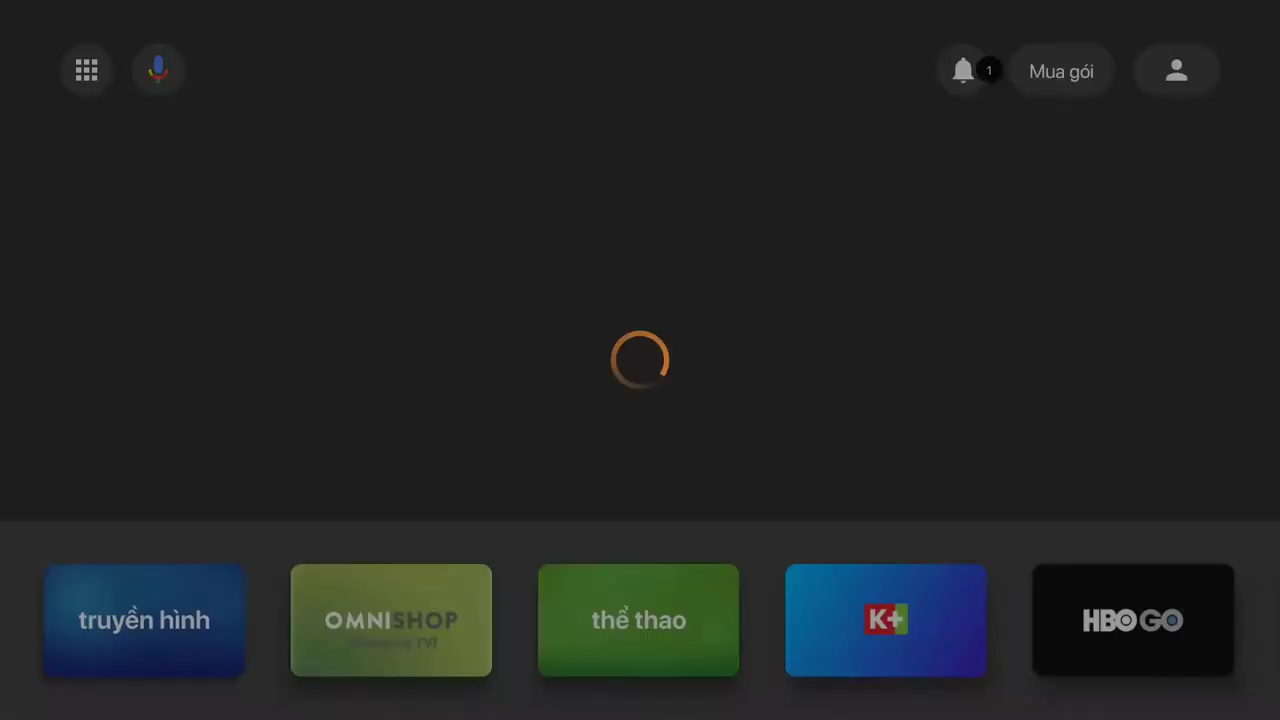 1
Mua gói
truyền hình
OMNISHOP
thể thao
K+
HBO GO